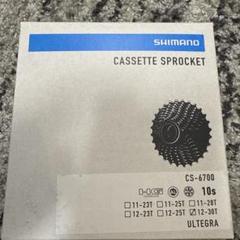 SHIMANO
CASSETTE SPROCKET
CS-6700
HG 10s
11-23T 11-25T 11-28T
12-23T 12-25T 12-30T
ULTEGRA